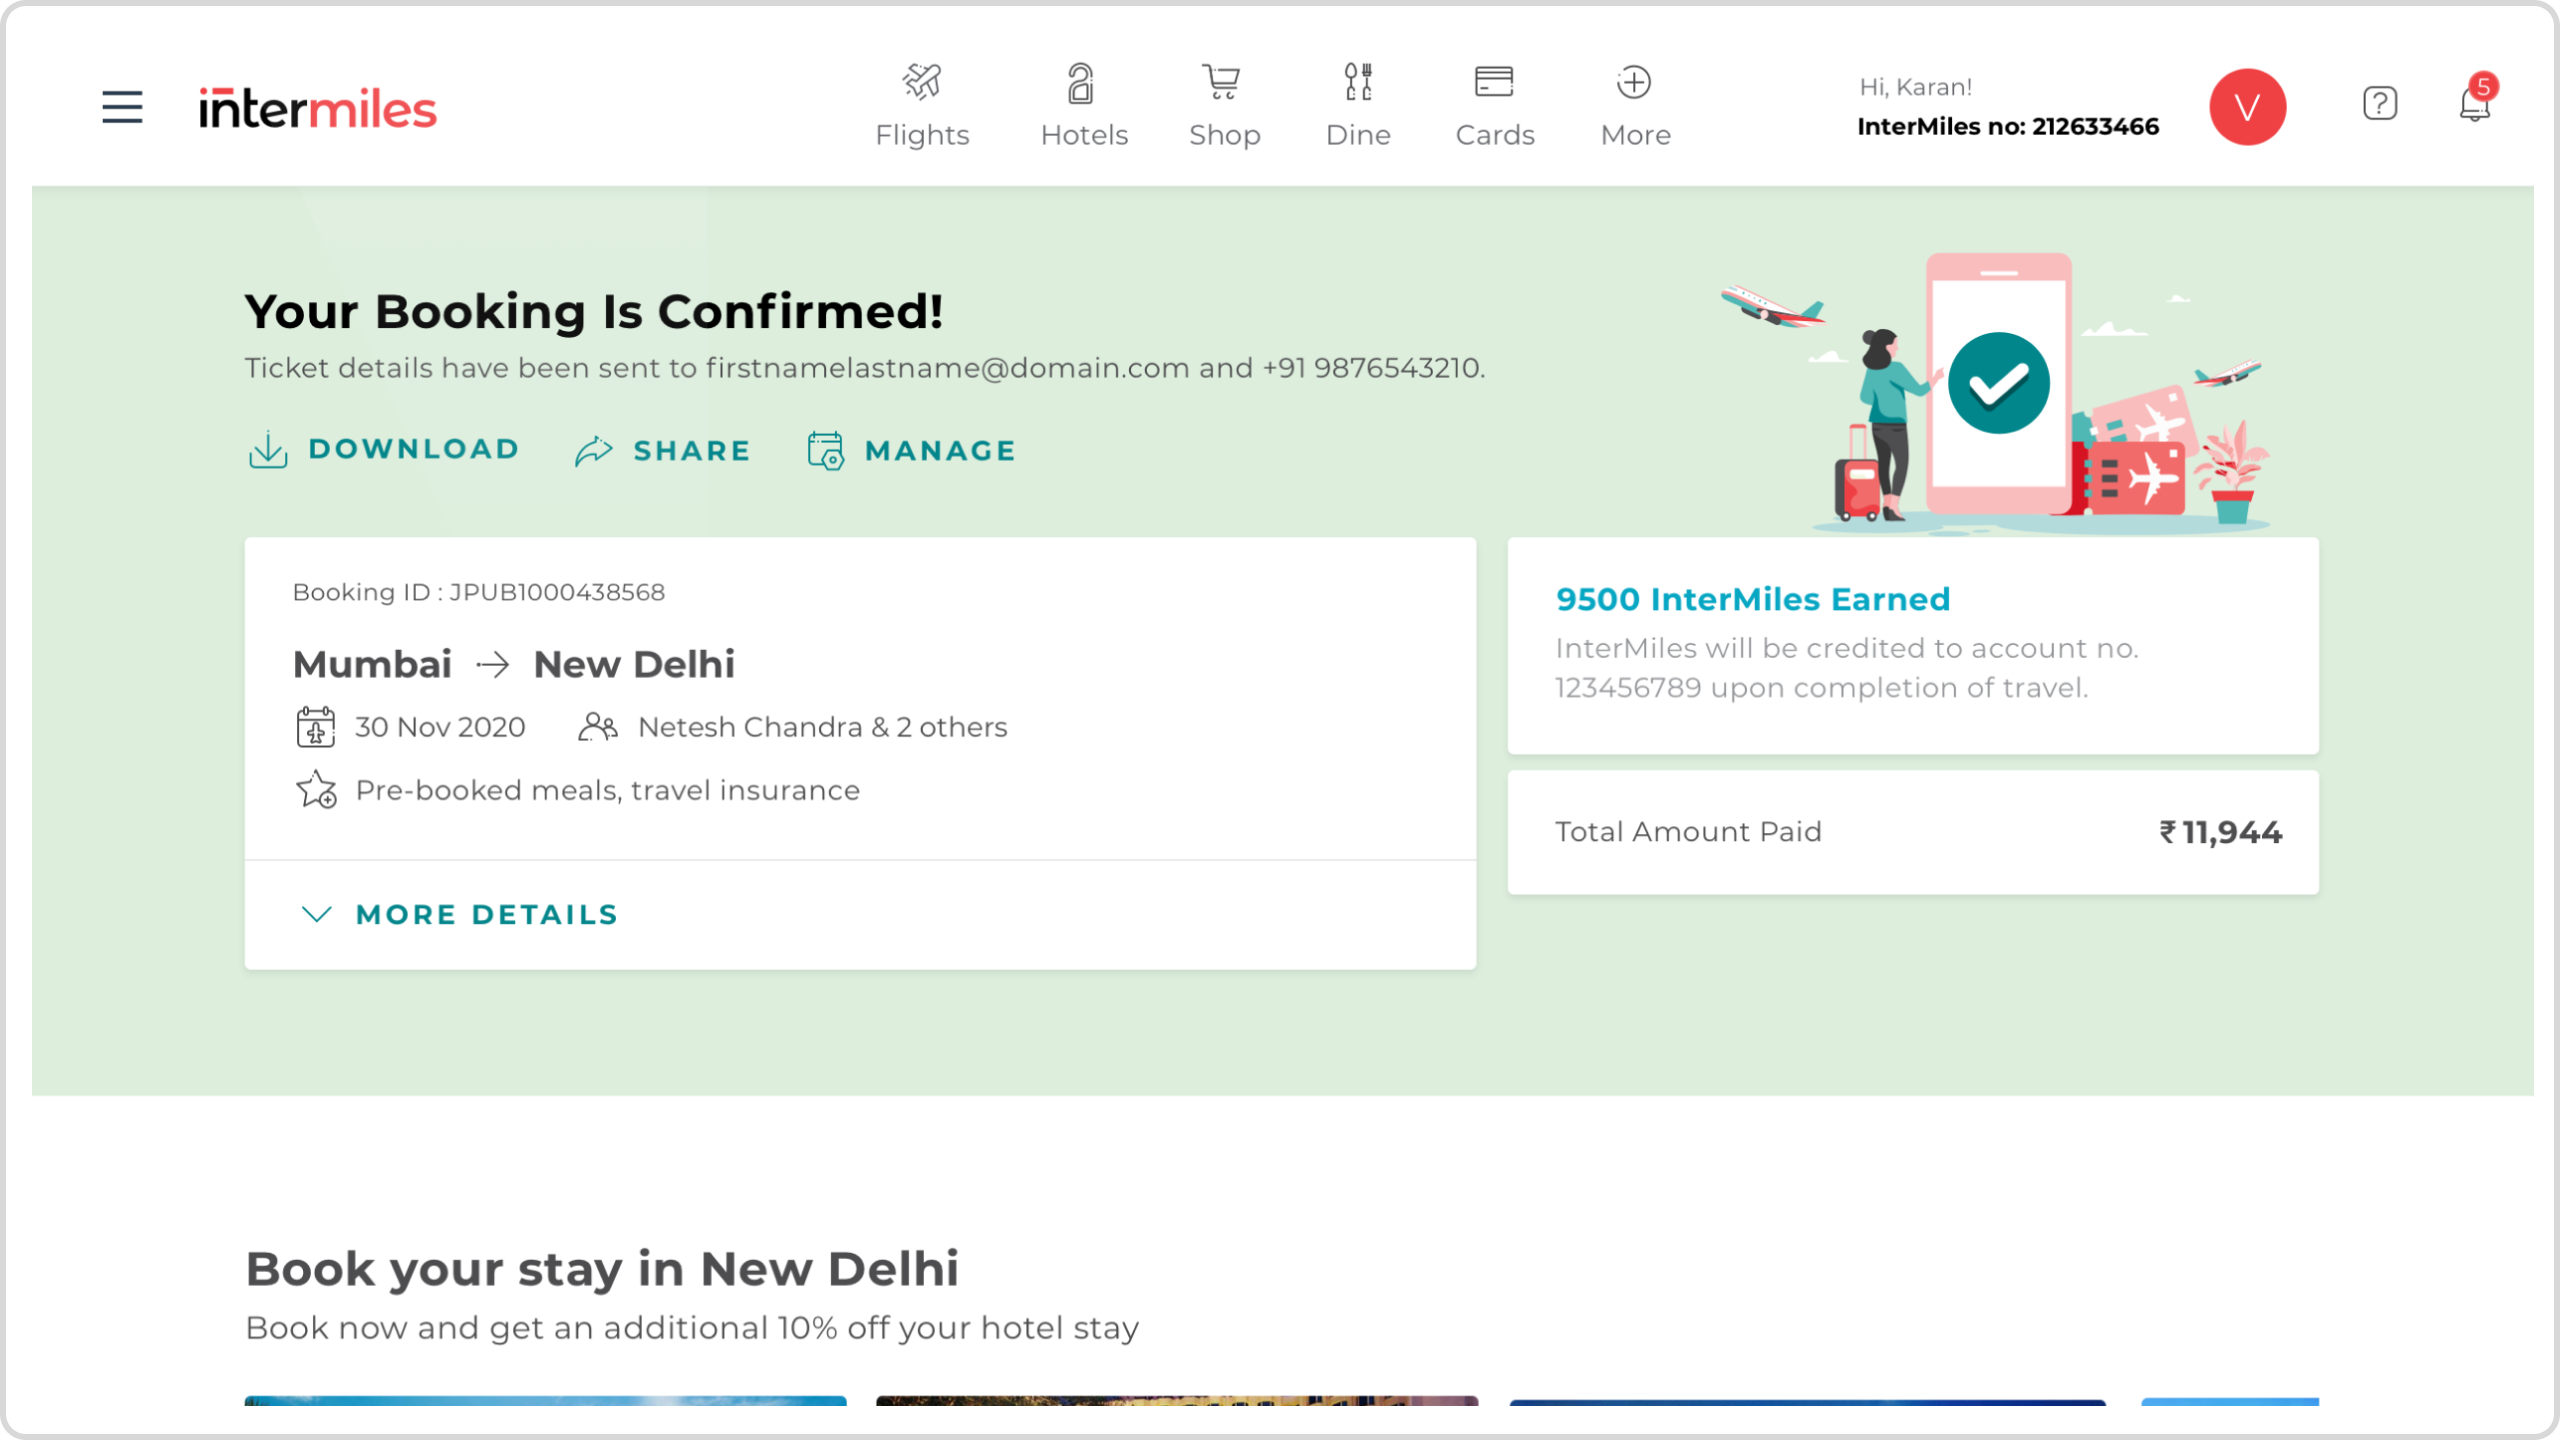 intermiles
Flights
Hotels
Shop
Dine
Cards
More
Hi, Karan!
InterMiles no: 212633466
V
?
5
Your Booking Is Confirmed!
Ticket details have been sent to firstnamelastname@domain.com and +91 9876543210.
DOWNLOAD
SHARE
MANAGE
Booking ID : JPUB1000438568
Mumbai → New Delhi
30 Nov 2020
Netesh Chandra & 2 others
Pre-booked meals, travel insurance
MORE DETAILS
9500 InterMiles Earned
InterMiles will be credited to account no.
123456789 upon completion of travel.
Total Amount Paid
₹ 11,944
Book your stay in New Delhi
Book now and get an additional 10% off your hotel stay